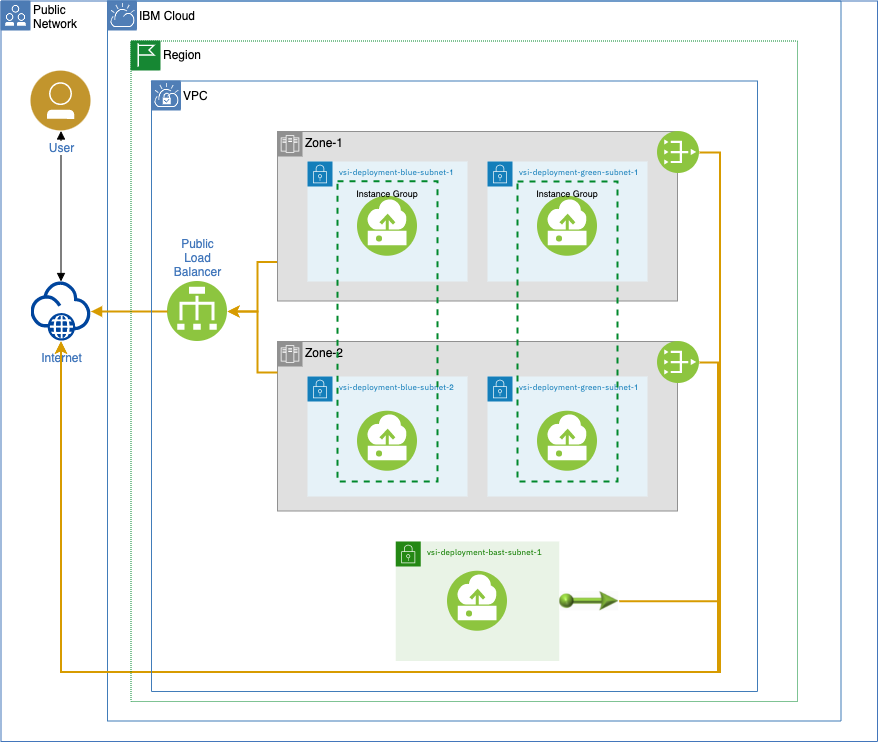 Public
Network
IBM Cloud
Region
VPC
User
Zone-1
vsi-deployment-blue-subnet-1
vsi-deployment-green-subnet-1
Instance Group
Instance Group
Public
Load
Balancer
Internet
Zone-2
vsi-deployment-blue-subnet-2
vsi-deployment-green-subnet-1
vsi-deployment-bast-subnet-1